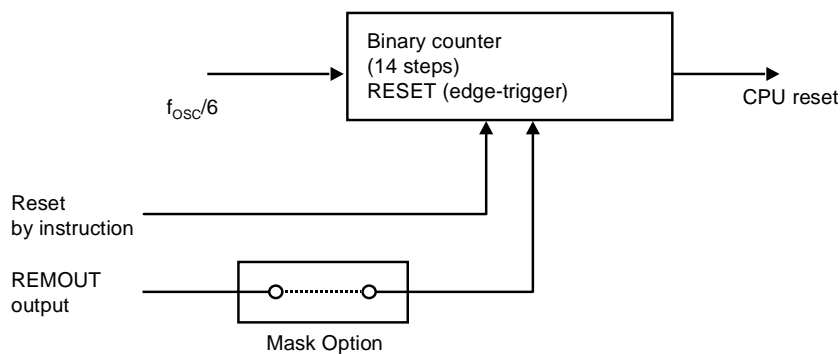 Binary counter
(14 steps)
RESET (edge-trigger)
fOSC/6
CPU reset
Reset
by instruction
REMOUT
output
Mask Option